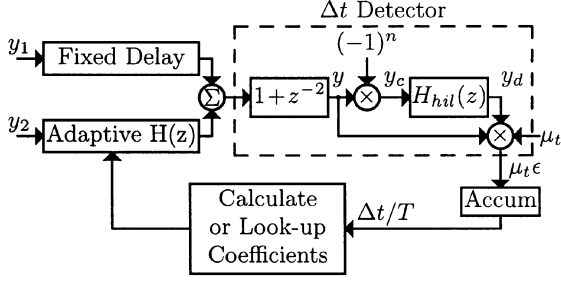 Δt Detector
y₁
Fixed Delay
(−1)ⁿ
Σ
1+z⁻²
y
×
y_c
H_hil(z)
y_d
y₂
Adaptive H(z)
×
μ_t
μ_tϵ
Calculate
or Look-up
Coefficients
Δt/T
Accum